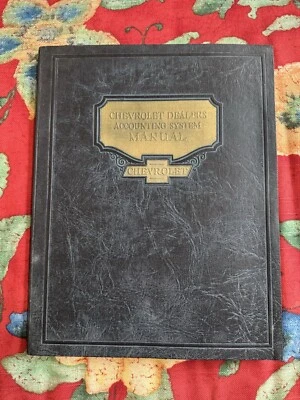 CHEVROLET DEALERS
ACCOUNTING SYSTEM
MANUAL
CHEVROLET